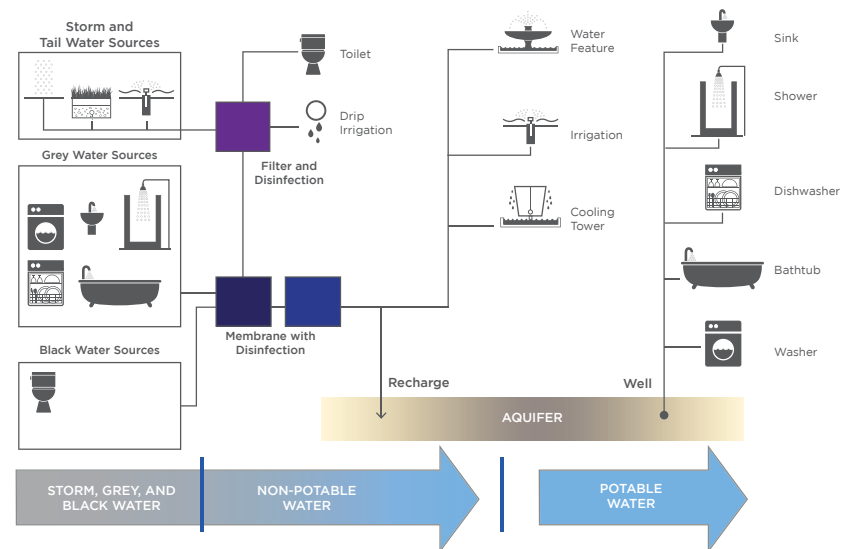 Storm and
Tail Water Sources
Toilet
Drip
Irrigation
Filter and
Disinfection
Grey Water Sources
Membrane with
Disinfection
Black Water Sources
Water
Feature
Irrigation
Cooling
Tower
Sink
Shower
Dishwasher
Bathtub
Washer
Recharge
Well
AQUIFER
STORM, GREY, AND
BLACK WATER
NON-POTABLE
WATER
POTABLE
WATER